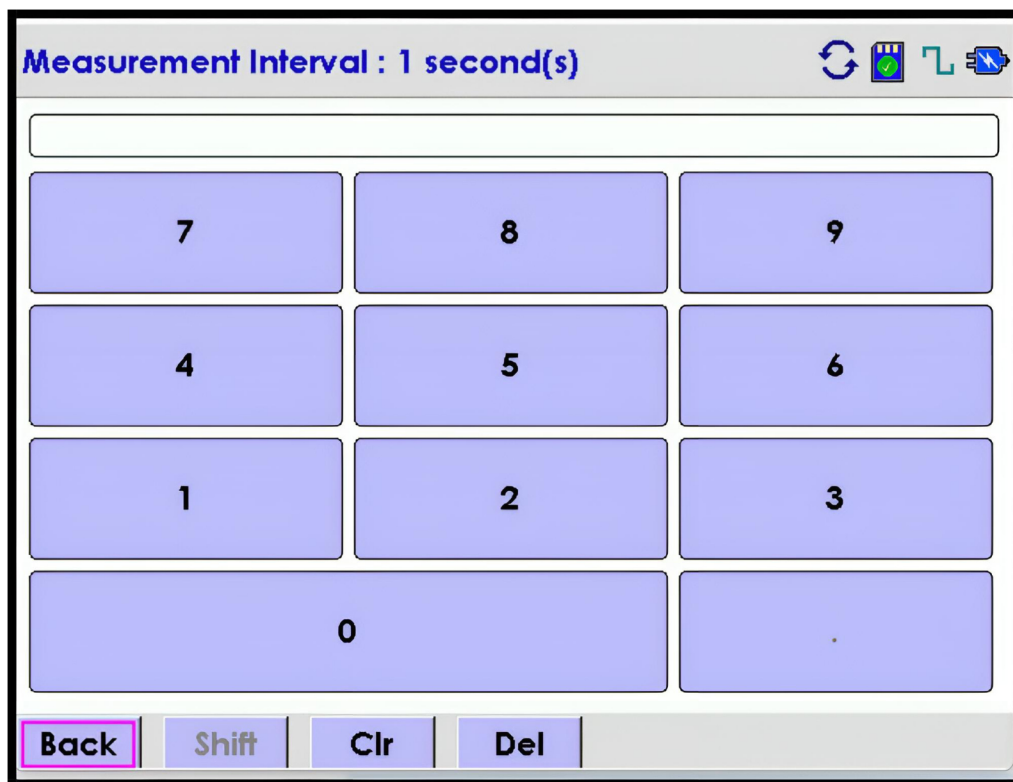 Measurement Interval : 1 second(s)
7 8 9
4 5 6
1 2 3
0 .
Back Shift Clr Del